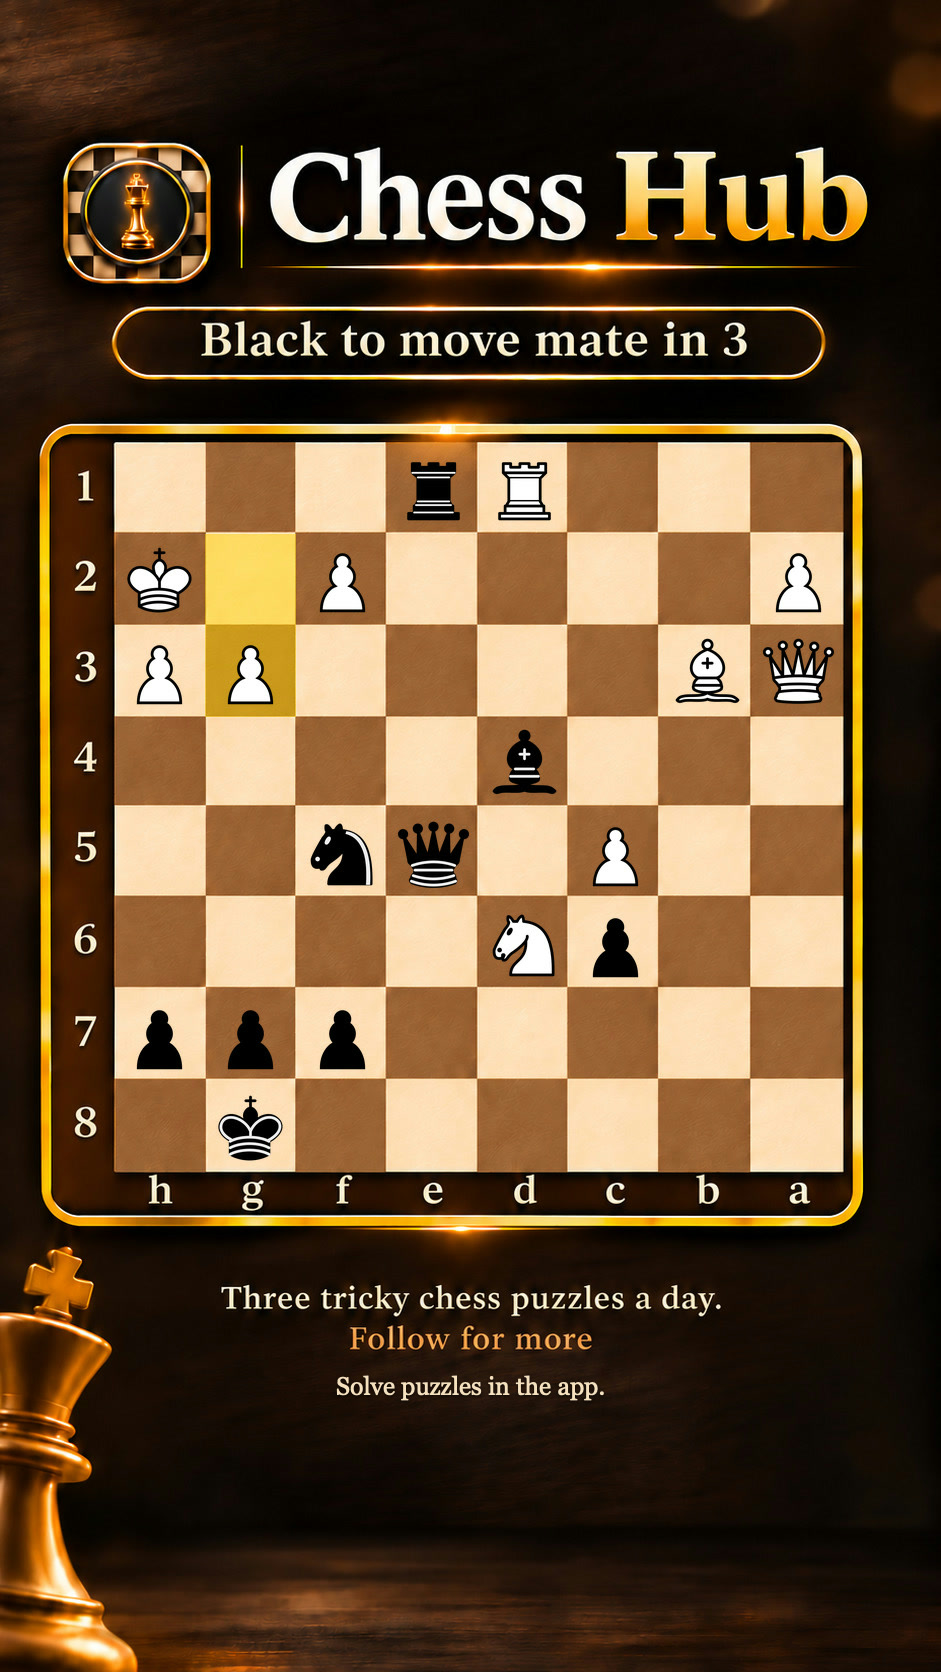 Chess Hub
Black to move mate in 3
1
2
3
4
5
6
7
8
h g f e d c b a
Three tricky chess puzzles a day.
Follow for more
Solve puzzles in the app.